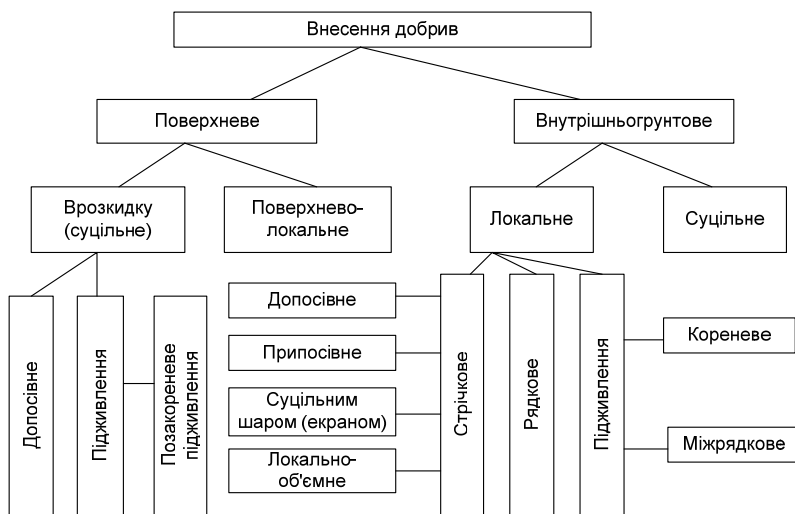 Внесення добрив
Поверхневе
Внутрішньогрунтове
Врозкидку
(суцільне)
Поверхнево-
локальне
Локальне
Суцільне
Допосівне
Підживлення
Позакореневе
підживлення
Допосівне
Припосівне
Суцільним
шаром (екраном)
Локально-
об'ємне
Стрічкове
Рядкове
Підживлення
Кореневе
Міжрядкове